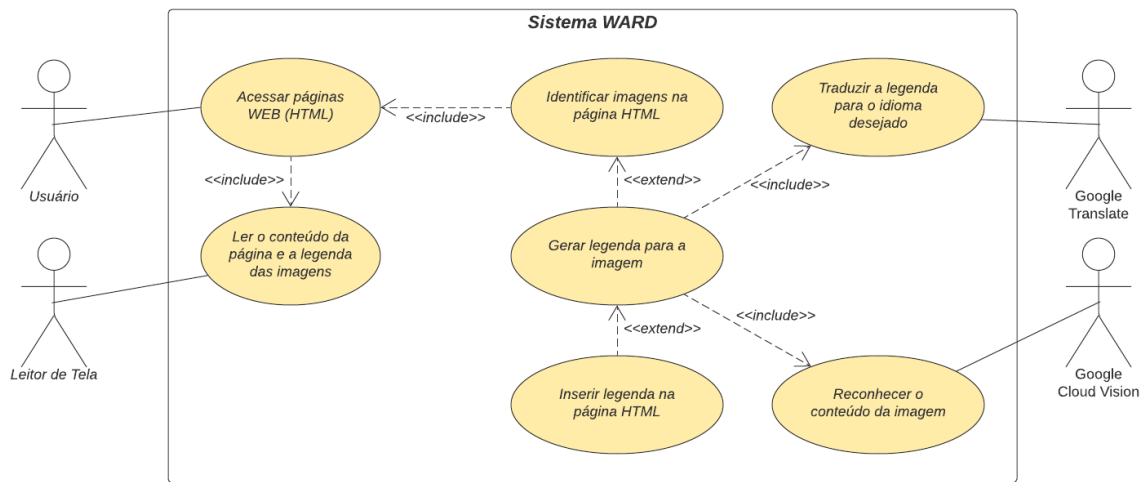 Sistema WARD
Acessar páginas
WEB (HTML)
<<include>>
Identificar imagens na
página HTML
Traduzir a legenda
para o idioma
desejado
Usuário
<<include>>
<<extend>>
<<include>>
Google
Translate
Ler o conteúdo da
página e a legenda
das imagens
Gerar legenda para a
imagem
Leitor de Tela
<<extend>>
<<include>>
Google
Cloud Vision
Inserir legenda na
página HTML
Reconhecer o
conteúdo da imagem